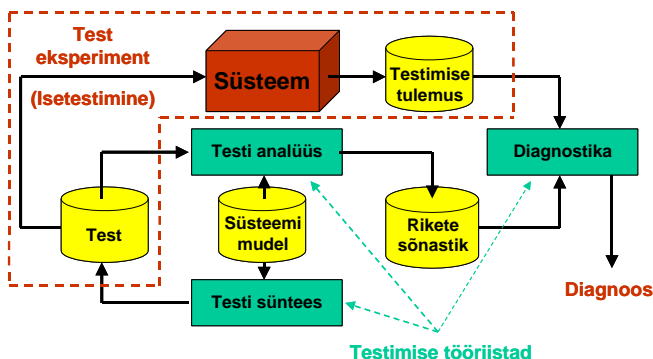 Test
eksperiment
(Isetestimine)
Süsteem
Testimise
tulemus
Testi analüüs
Diagnostika
Test
Süsteemi
mudel
Rikete
sõnastik
Testi süntees
Diagnoos
Testimise tööriistad